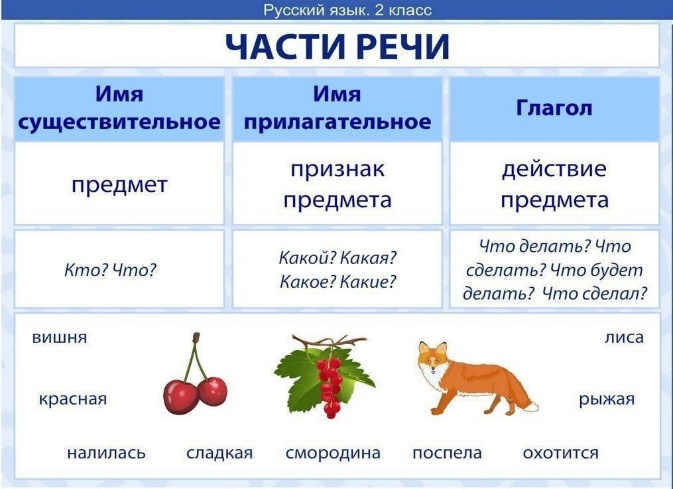 Русский язык. 2 класс
ЧАСТИ РЕЧИ
Имя
существительное
Имя
прилагательное
Глагол
предмет
признак
предмета
действие
предмета
Кто? Что?
Какой? Какая?
Какое? Какие?
Что делать? Что
сделать? Что будет
делать? Что сделал?
вишня
лиса
красная
рыжая
налилась сладкая смородина поспела охотится